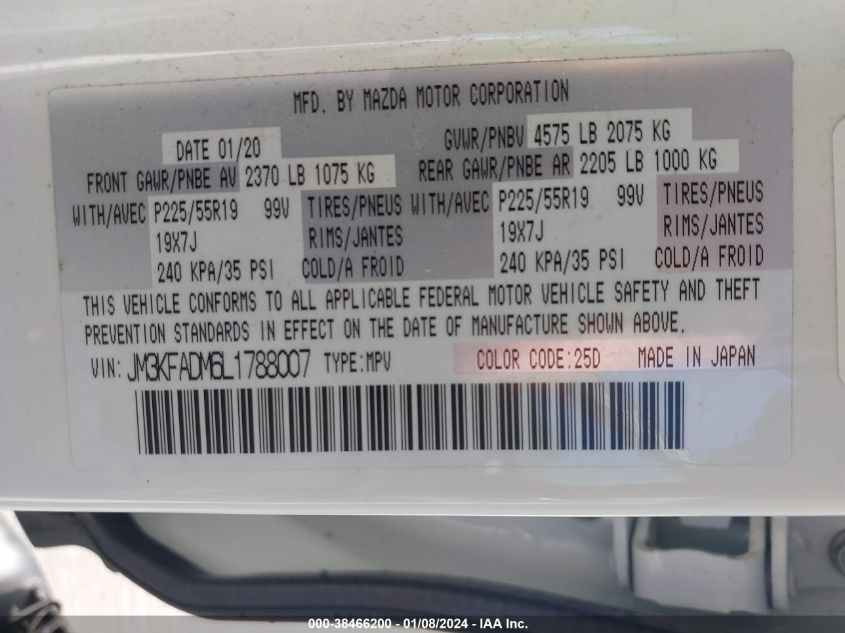 MFD. BY MAZDA MOTOR CORPORATION
DATE 01/20 GVWR/PNBV 4575 LB 2075 KG
FRONT GAWR/PNBE AV 2370 LB 1075 KG REAR GAWR/PNBE AR 2205 LB 1000 KG
WITH/AVEC P225/55R19 99V TIRES/PNEUS WITH/AVEC P225/55R19 99V TIRES/PNEUS
19X7J RIMS/JANTES 19X7J RIMS/JANTES
240 KPA/35 PSI COLD/A FROID 240 KPA/35 PSI COLD/A FROID
THIS VEHICLE CONFORMS TO ALL APPLICABLE FEDERAL MOTOR VEHICLE SAFETY AND THEFT
PREVENTION STANDARDS IN EFFECT ON THE DATE OF MANUFACTURE SHOWN ABOVE.
VIN: JM3KFADM6L1788007 TYPE:MPV COLOR CODE:25D MADE IN JAPAN
000-38466200 - 01/08/2024 - IAA Inc.